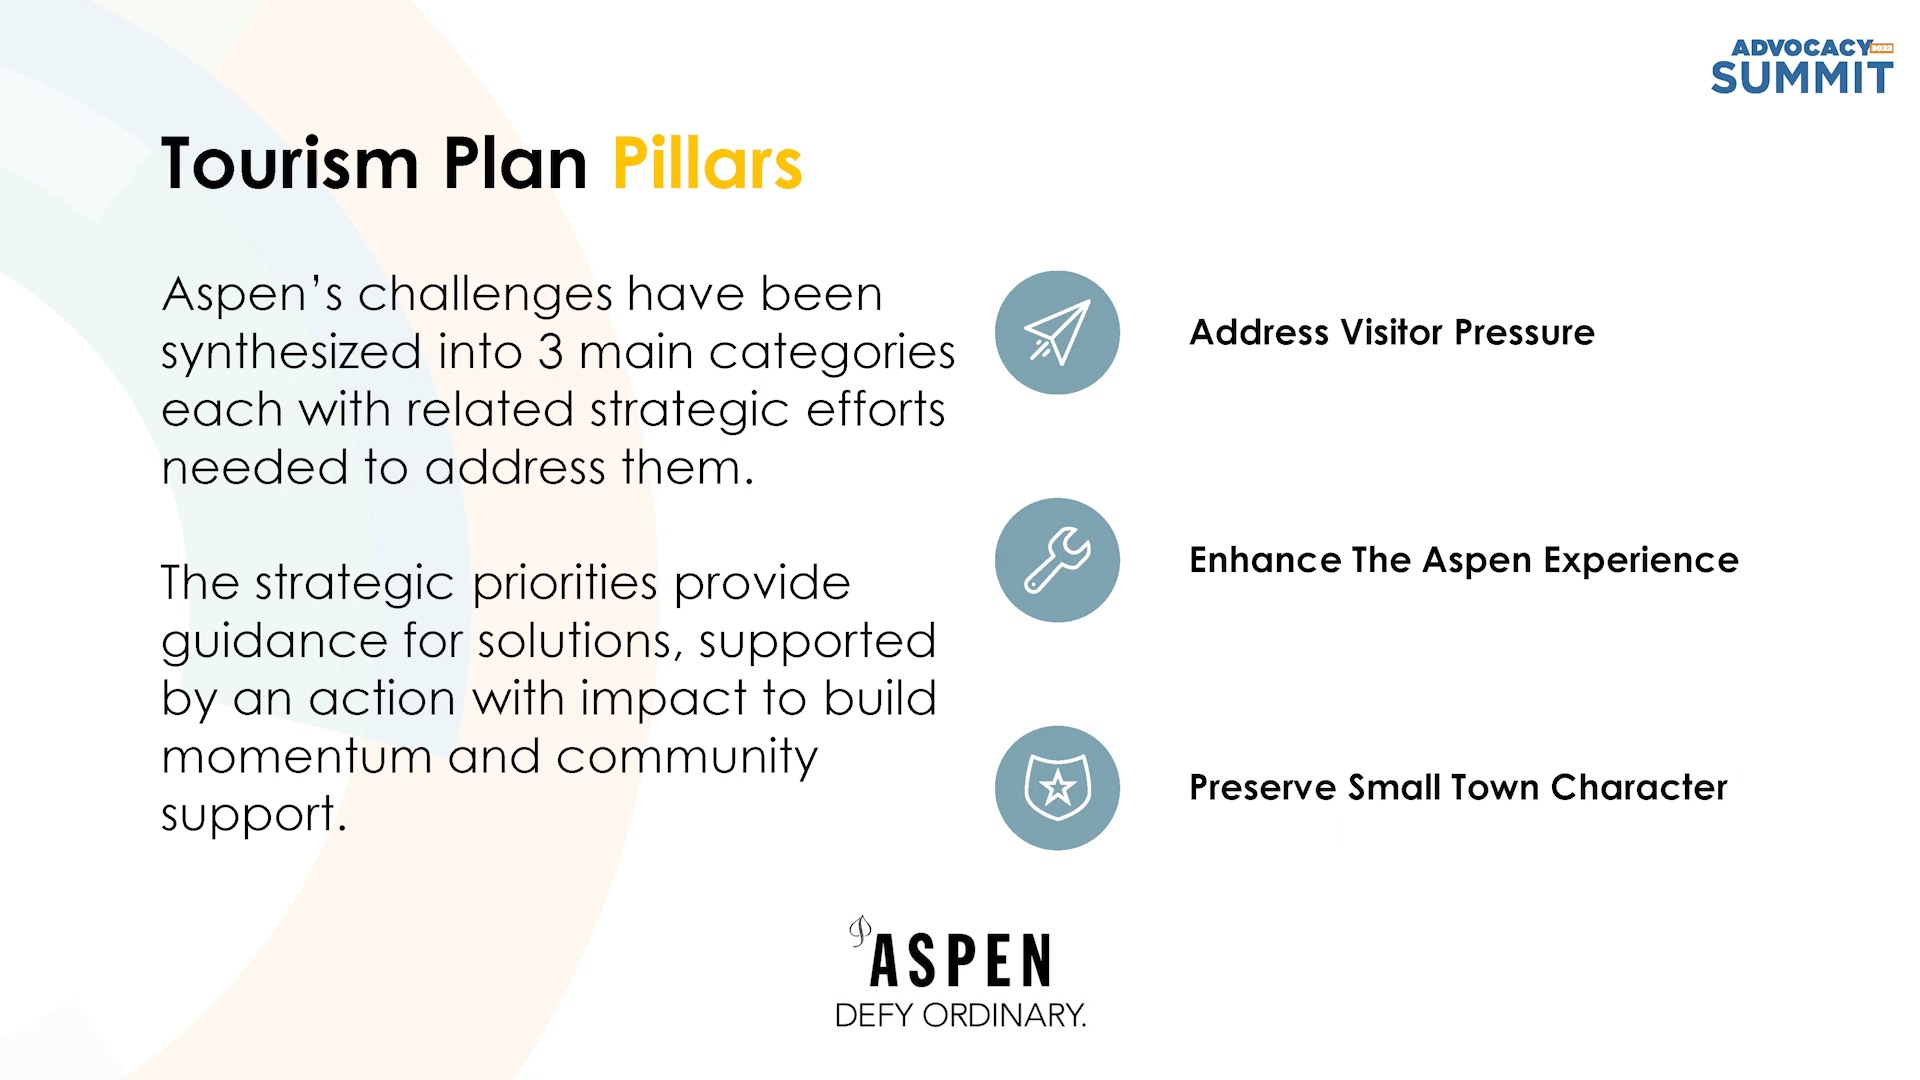 ADVOCACY 2022
SUMMIT
Tourism Plan Pillars
Aspen’s challenges have been
synthesized into 3 main categories
each with related strategic efforts
needed to address them.
The strategic priorities provide
guidance for solutions, supported
by an action with impact to build
momentum and community
support.
Address Visitor Pressure
Enhance The Aspen Experience
Preserve Small Town Character
ASPEN
DEFY ORDINARY.